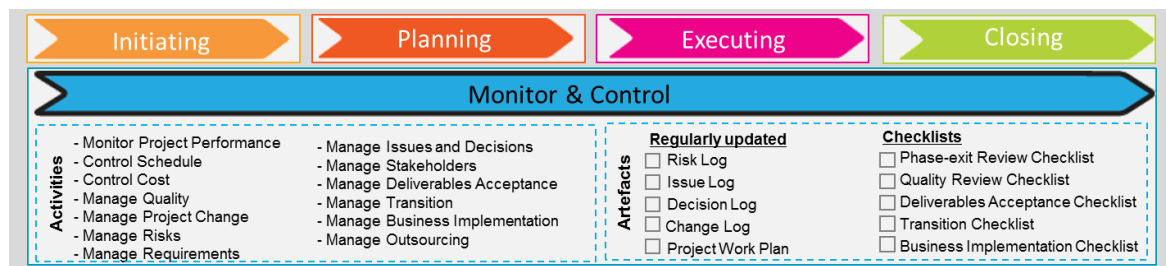 Initiating
Planning
Executing
Closing
Monitor & Control
Activities
- Monitor Project Performance
- Control Schedule
- Control Cost
- Manage Quality
- Manage Project Change
- Manage Risks
- Manage Requirements
- Manage Issues and Decisions
- Manage Stakeholders
- Manage Deliverables Acceptance
- Manage Transition
- Manage Business Implementation
- Manage Outsourcing
Artefacts
Regularly updated
Risk Log
Issue Log
Decision Log
Change Log
Project Work Plan
Checklists
Phase-exit Review Checklist
Quality Review Checklist
Deliverables Acceptance Checklist
Transition Checklist
Business Implementation Checklist